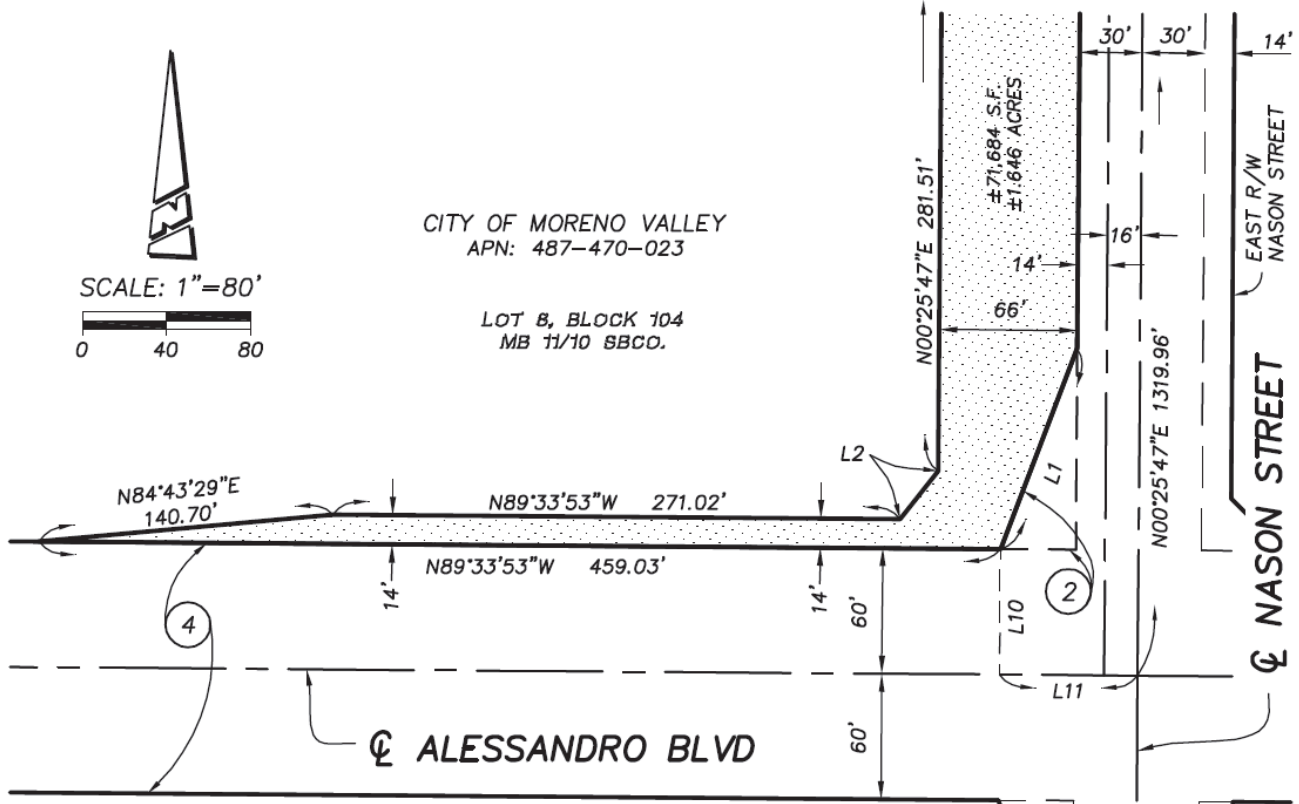 30'
30'
14'
±71,684 S.F.
±1.646 ACRES
N
SCALE: 1"=80'
0 40 80
CITY OF MORENO VALLEY
APN: 487-470-023
LOT 8, BLOCK 104
MB 11/10 SBCO.
N00°25'47"E 281.51'
16'
14'
66'
EAST R/W
NASON STREET
N00°25'47"E 1319.96'
℄ NASON STREET
L2
L1
N84°43'29"E
140.70'
N89°33'53"W 271.02'
N89°33'53"W 459.03'
14'
14'
4
2
60'
L10
L11
60'
℄ ALESSANDRO BLVD